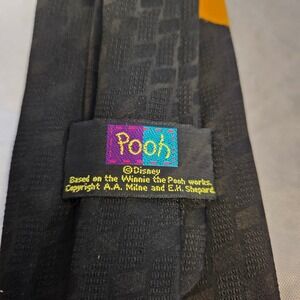 Pooh
©Disney
Based on the Winnie the Pooh works.
Copyright A.A. Milne and E.H. Shepard.